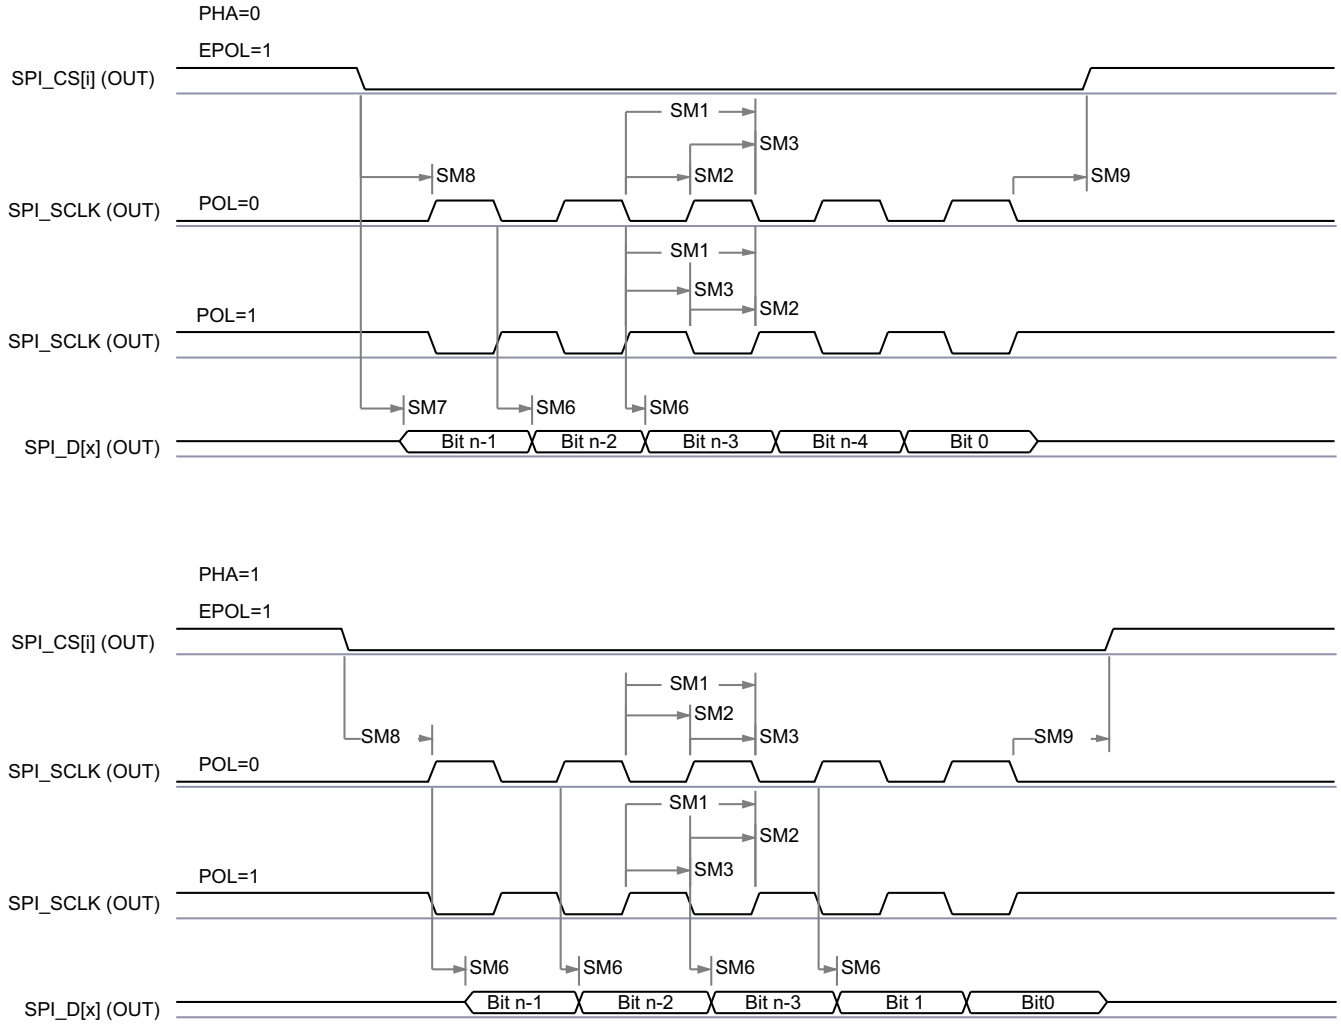 PHA=0
EPOL=1
SPI_CS[i] (OUT)
SM1
SM3
SM8
SM2
SM9
SPI_SCLK (OUT)
POL=0
SM1
SM3
SM2
POL=1
SPI_SCLK (OUT)
SM7
SM6
SM6
SPI_D[x] (OUT)
Bit n-1
Bit n-2
Bit n-3
Bit n-4
Bit 0
PHA=1
EPOL=1
SPI_CS[i] (OUT)
SM1
SM2
SM8
SM3
SM9
SPI_SCLK (OUT)
POL=0
SM1
SM2
SM3
POL=1
SPI_SCLK (OUT)
SM6
SM6
SM6
SM6
SPI_D[x] (OUT)
Bit n-1
Bit n-2
Bit n-3
Bit 1
Bit0